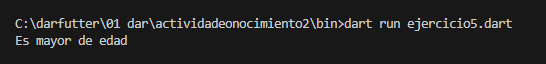 C:\darfutter\01 dar\actividadeonocimiento2\bin>dart run ejercicio5.dart
Es mayor de edad